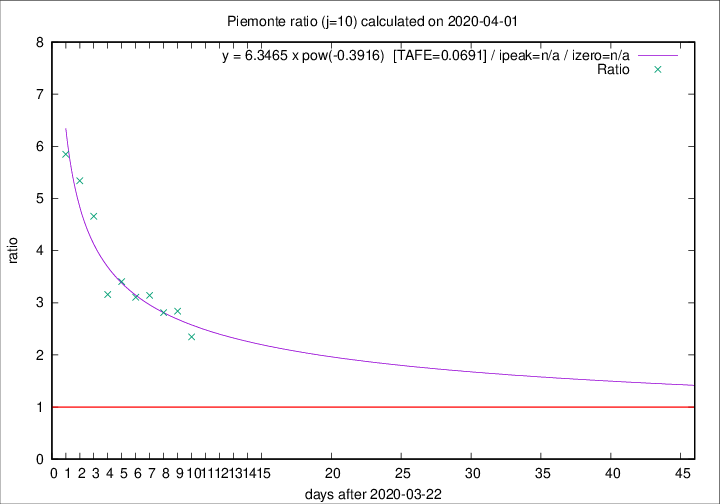 Piemonte ratio (j=10) calculated on 2020-04-01
y = 6.3465 x pow(-0.3916) [TAFE=0.0691] / ipeak=n/a / izero=n/a
Ratio
8
7
6
5
4
3
2
1
0
ratio
0 1 2 3 4 5 6 7 8 9 10 11 12 13 14 15 20 25 30 35 40 45
days after 2020-03-22